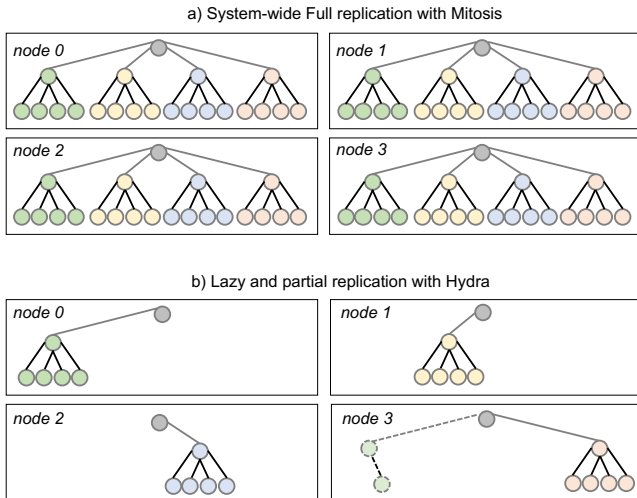 a) System-wide Full replication with Mitosis
node 0
node 1
node 2
node 3
b) Lazy and partial replication with Hydra
node 0
node 1
node 2
node 3